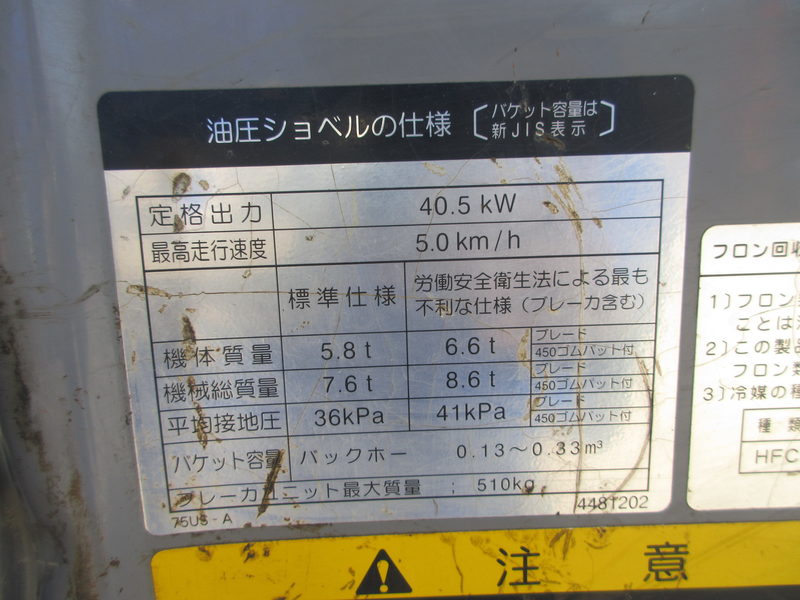 油圧ショベルの仕様 〔バケット容量は
新JIS表示〕
定格出力 40.5 kW
最高走行速度 5.0 km/h
標準仕様 労働安全衛生法による最も
不利な仕様(ブレーカ含む)
機体質量 5.8 t 6.6 t ブレード
450ゴムパット付
機械総質量 7.6 t 8.6 t ブレード
450ゴムパット付
平均接地圧 36kPa 41kPa ブレード
450ゴムパット付
バケット容量 バックホー 0.13～0.33m³
ブレーカユニット最大質量 : 510kg
75US-A 4481202
注意
フロン回収
1)フロン
ことは
2)この製品
フロン類
3)冷媒の種
種類
HFC